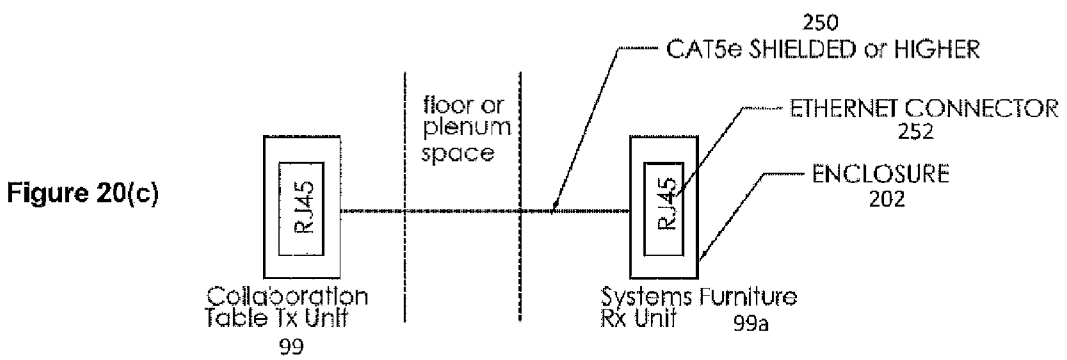 250
CAT5e SHIELDED or HIGHER
floor or
plenum
space
ETHERNET CONNECTOR
252
ENCLOSURE
202
Figure 20(c)
RJ45
RJ45
Collaboration
Table Tx Unit
99
Systems Furniture
Rx Unit 99a